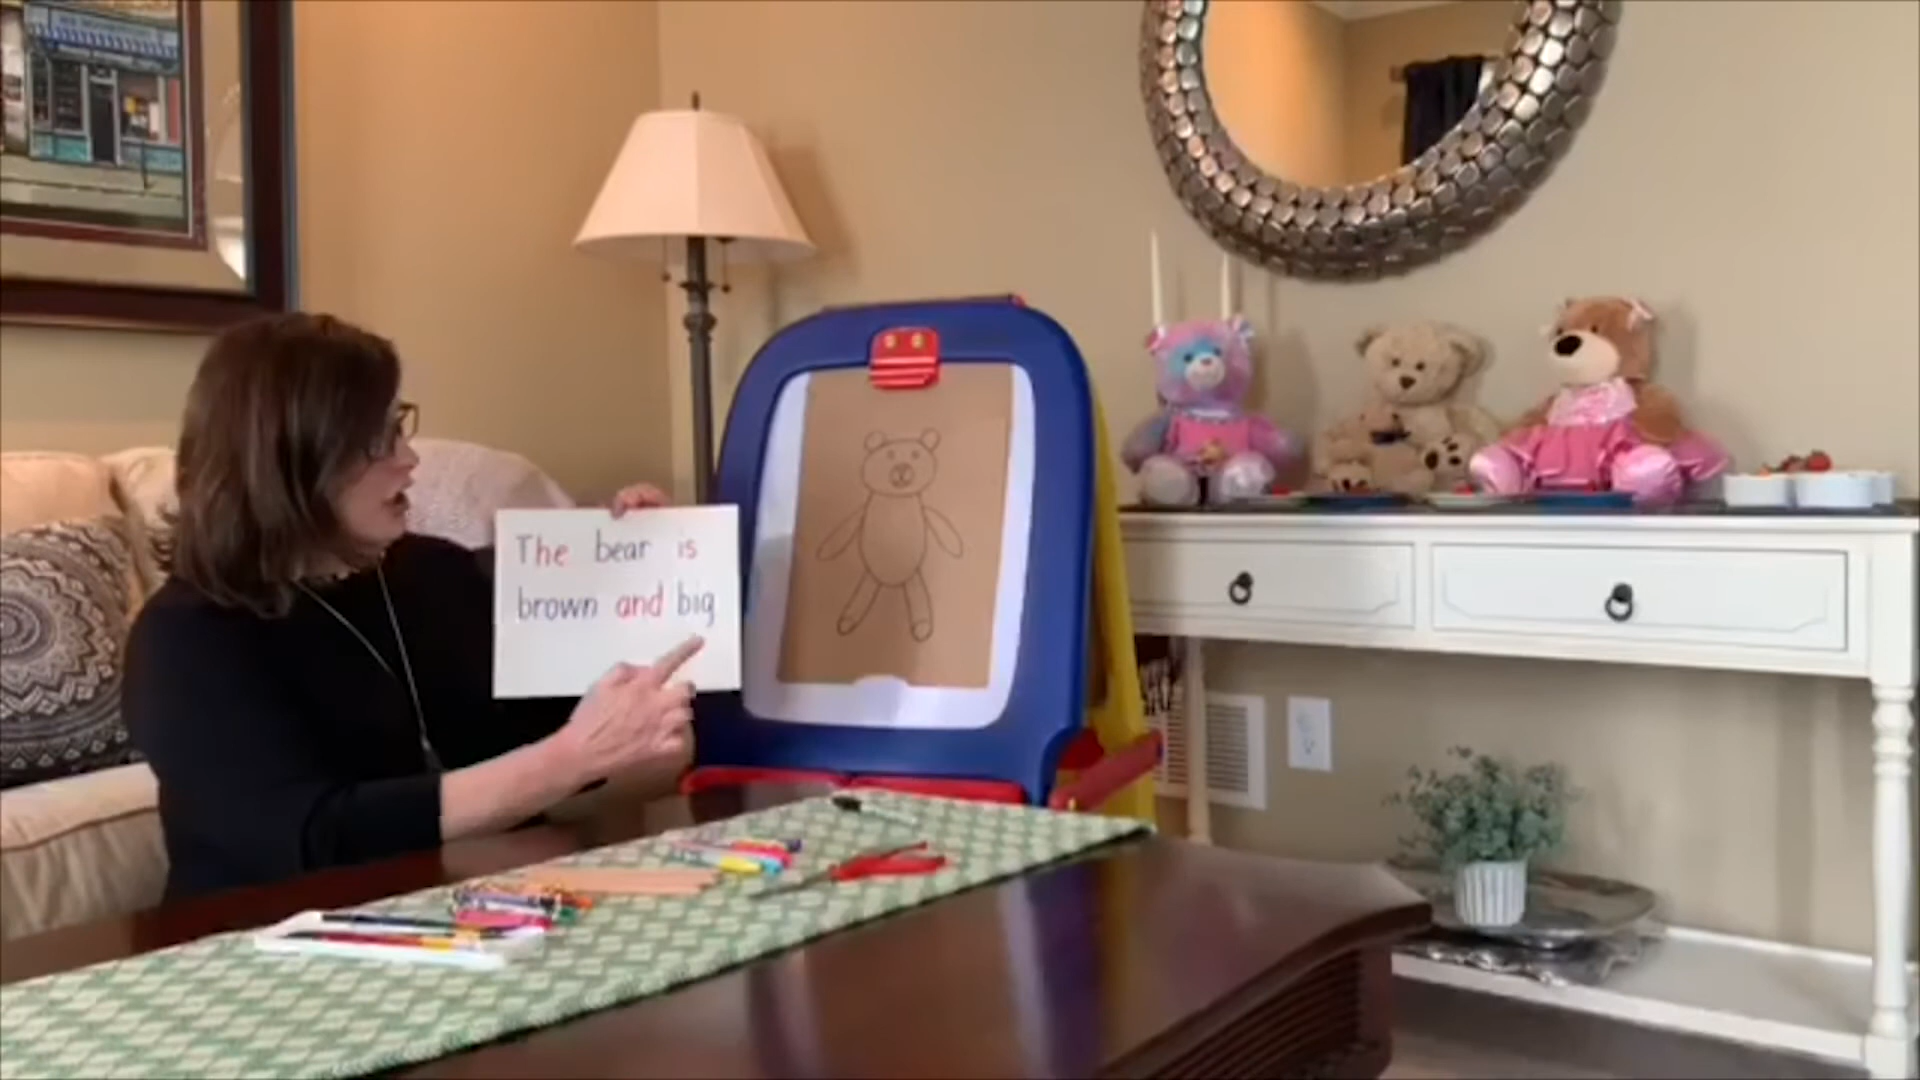 The bear is
brown and big